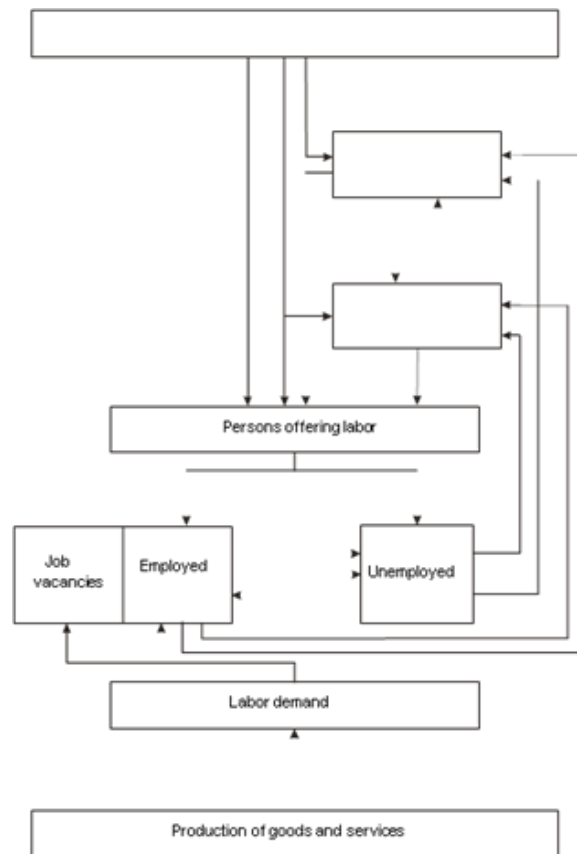 Persons offering labor
Job
vacancies
Employed
Unemployed
Labor demand
Production of goods and services